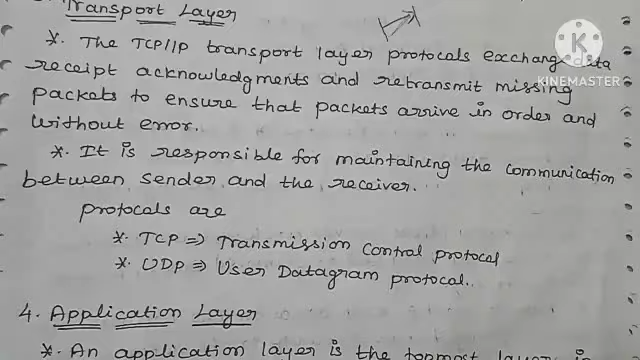 Transport Layer
*. The TCP/IP transport layer protocals exchange data
receipt acknowledgments and retransmit missing
packets to ensure that packets arrive in order and
without error.
*. It is responsible for maintaining the communication
between sender and the receiver.
protocals are
*. TCP => Transmission control protocal
*. UDP => User Datagram protocal..
4. Application Layer
*. An application layer is the topmost layer in
KINEMASTER